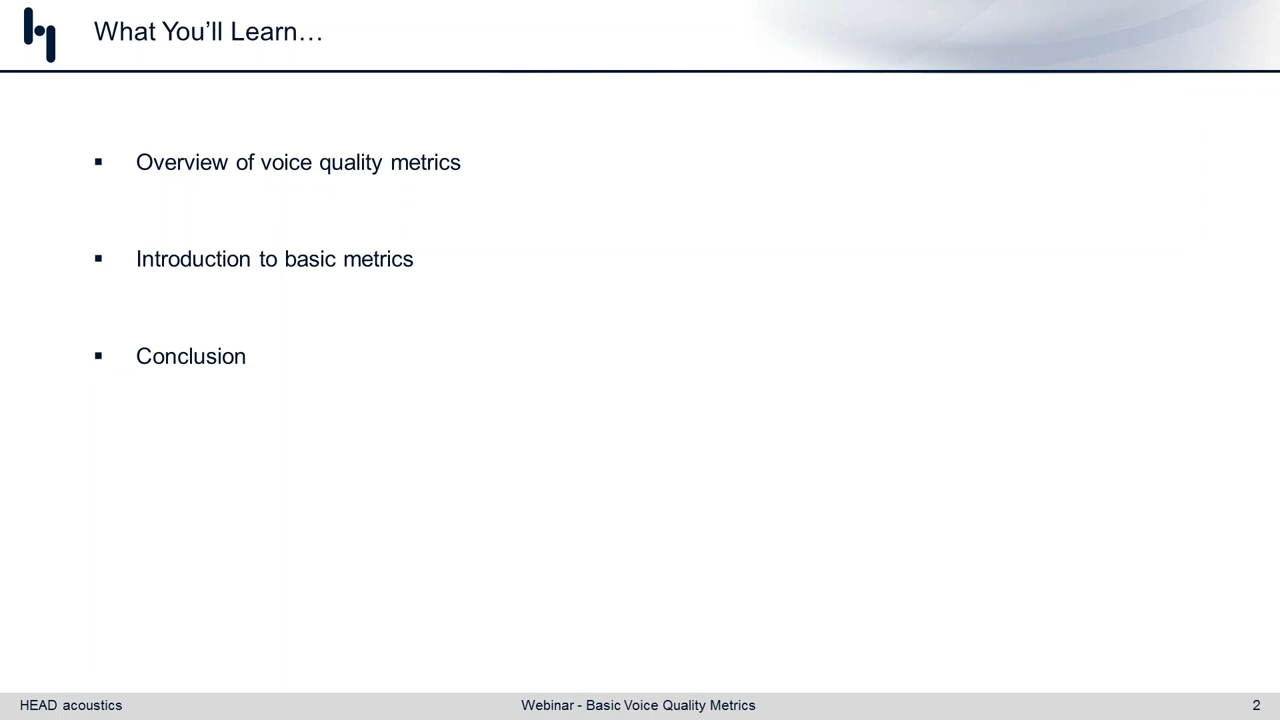 What You’ll Learn…
▪ Overview of voice quality metrics
▪ Introduction to basic metrics
▪ Conclusion
HEAD acoustics
Webinar - Basic Voice Quality Metrics
2